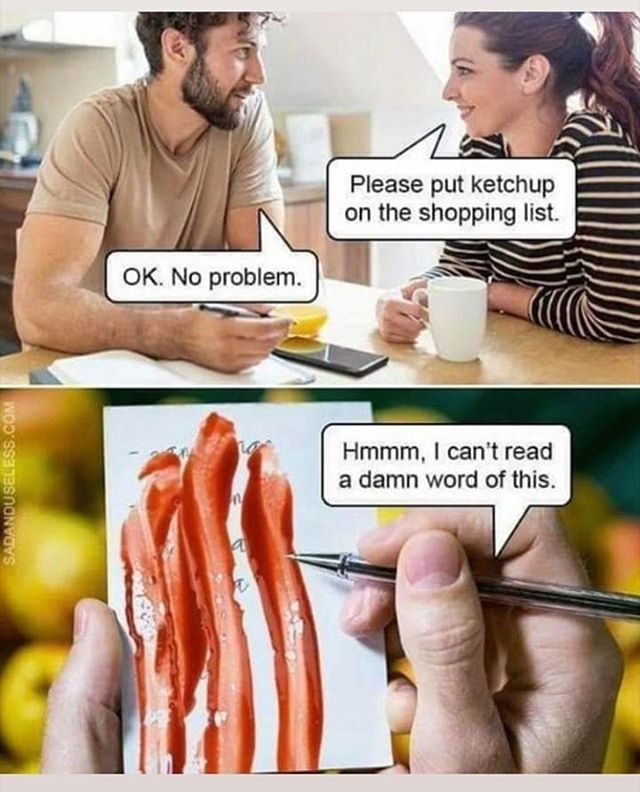 Please put ketchup
on the shopping list.
OK. No problem.
Hmmm, I can't read
a damn word of this.
SADANDUSELESS.COM